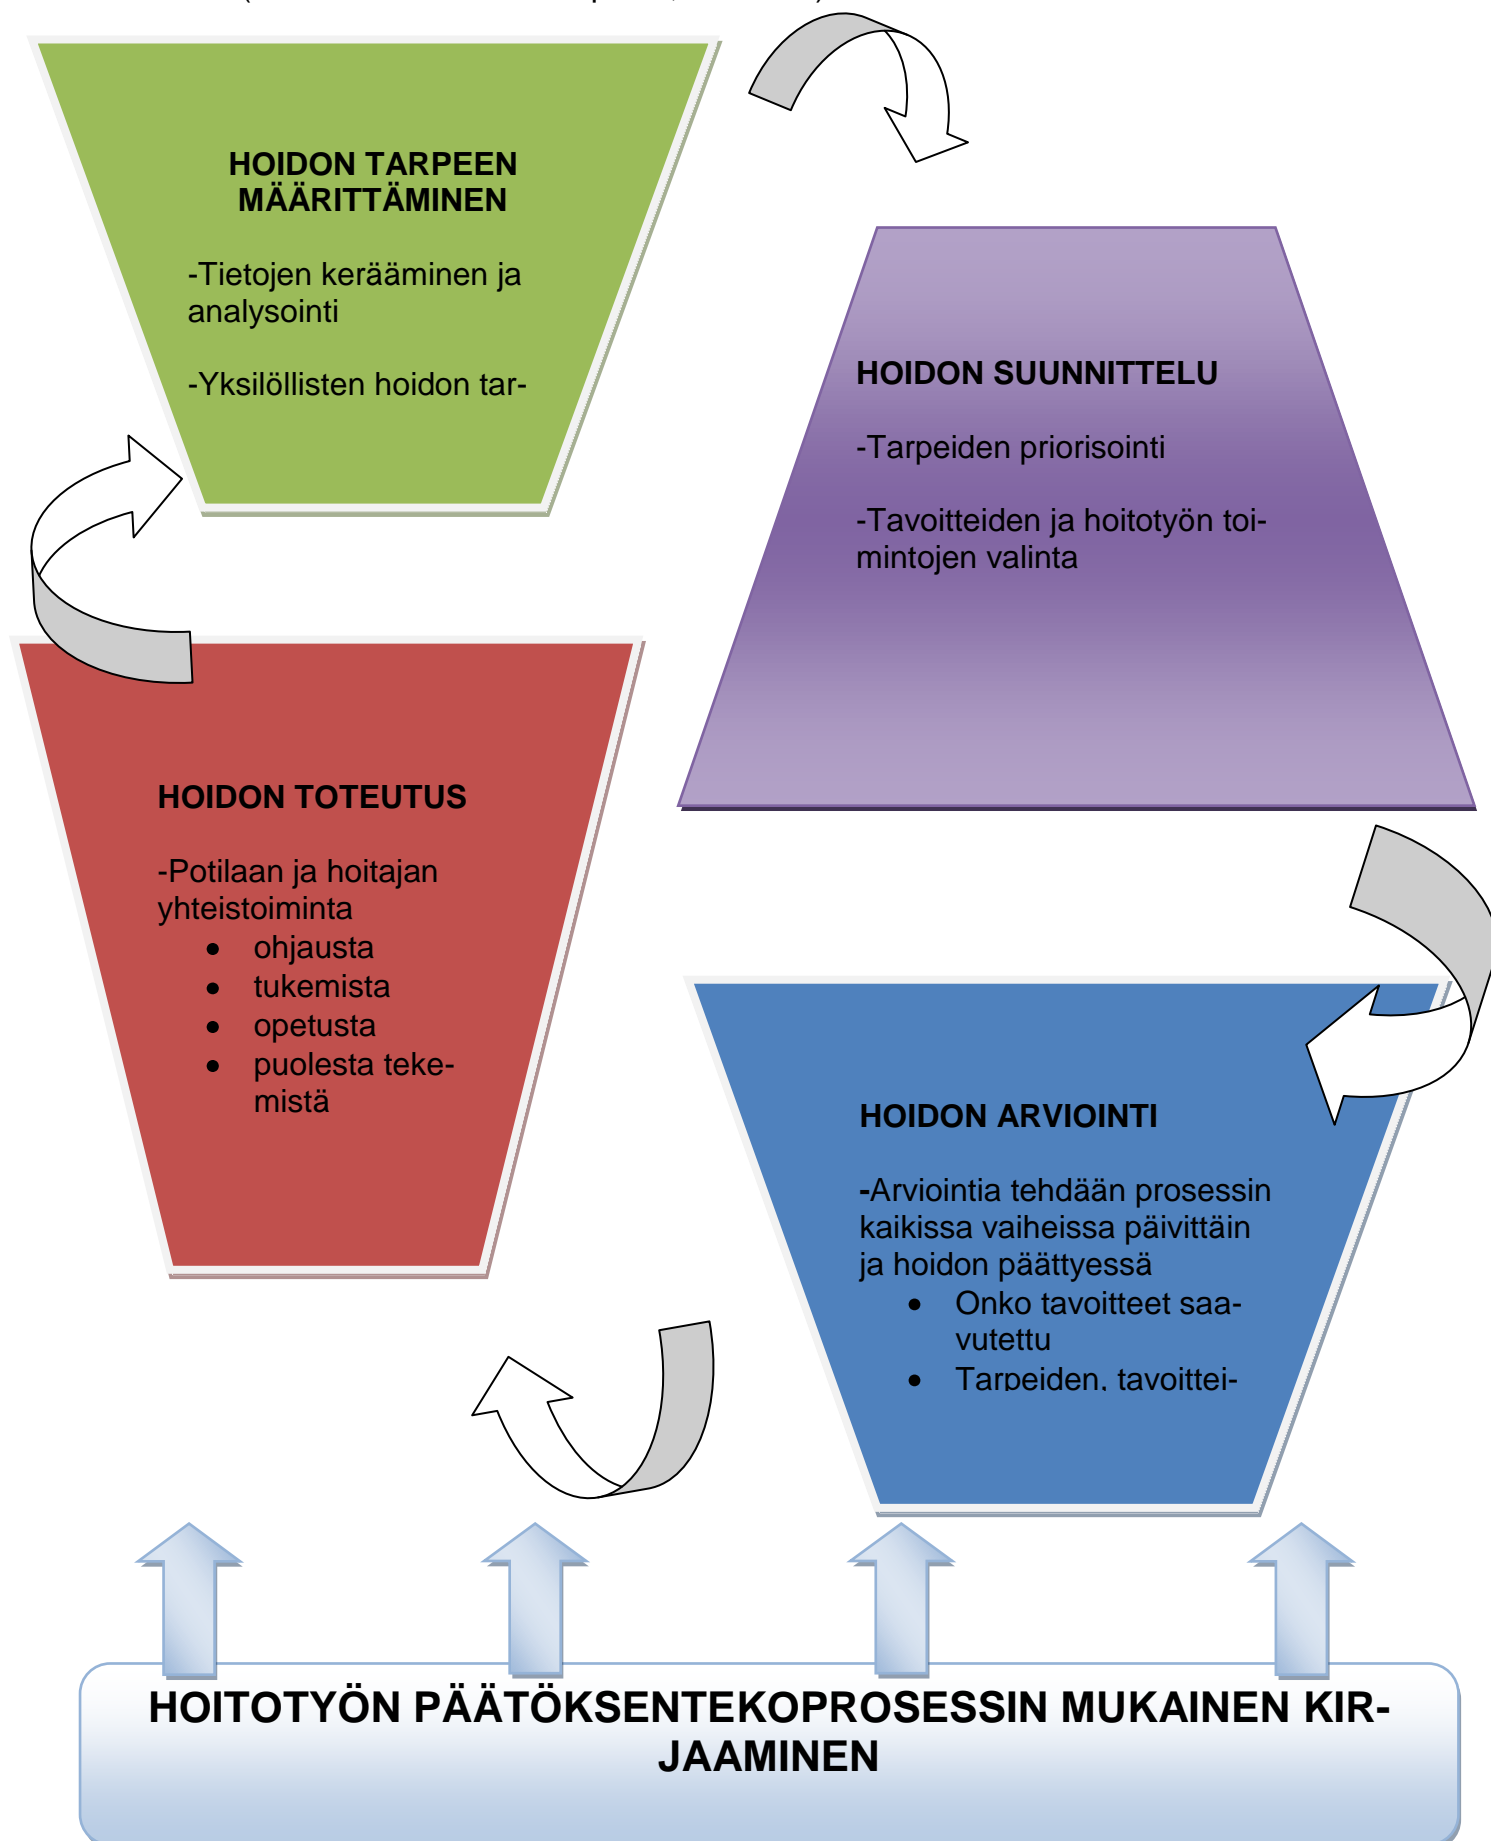 HOIDON TARPEEN
MÄÄRITTÄMINEN
-Tietojen kerääminen ja
analysointi
-Yksilöllisten hoidon tar-
HOIDON SUUNNITTELU
-Tarpeiden priorisointi
-Tavoitteiden ja hoitotyön toi-
mintojen valinta
HOIDON TOTEUTUS
-Potilaan ja hoitajan
yhteistoiminta
• ohjausta
• tukemista
• opetusta
• puolesta teke-
mistä
HOIDON ARVIOINTI
-Arviointia tehdään prosessin
kaikissa vaiheissa päivittäin
ja hoidon päättyessä
• Onko tavoitteet saa-
vutettu
• Tarpeiden, tavoittei-
HOITOTYÖN PÄÄTÖKSENTEKOPROSESSIN MUKAINEN KIR-
JAAMINEN